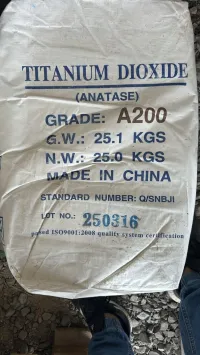 TITANIUM DIOXIDE
(ANATASE)
GRADE: A200
G.W.: 25.1 KGS
N.W.: 25.0 KGS
MADE IN CHINA
STANDARD NUMBER: Q/SNBJI
LOT NO.: 250316
passed ISO9001:2008 quality system certification